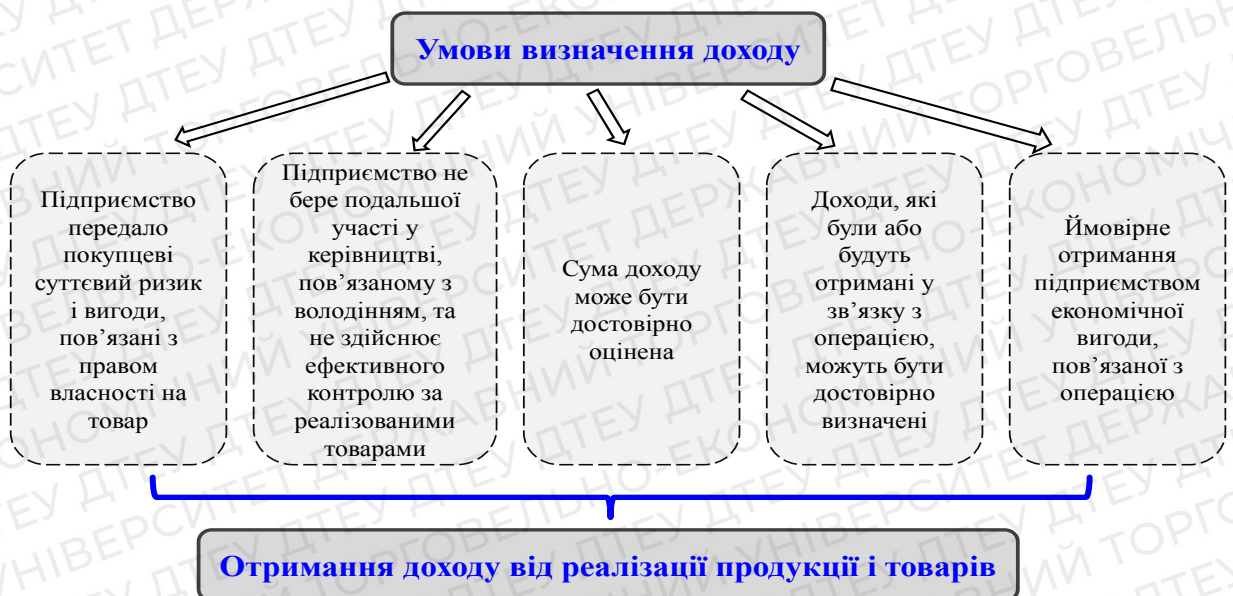 Умови визначення доходу
Підприємство
передало
покупцеві
суттєвий ризик
і вигоди,
пов’язані з
правом
власності на
товар
Підприємство не
бере подальшої
участі у
керівництві,
пов’язаному з
володінням, та
не здійснює
ефективного
контролю за
реалізованими
товарами
Сума доходу
може бути
достовірно
оцінена
Доходи, які
були або
будуть
отримані у
зв’язку з
операцією,
можуть бути
достовірно
визначені
Ймовірне
отримання
підприємством
економічної
вигоди,
пов’язаної з
операцією
Отримання доходу від реалізації продукції і товарів